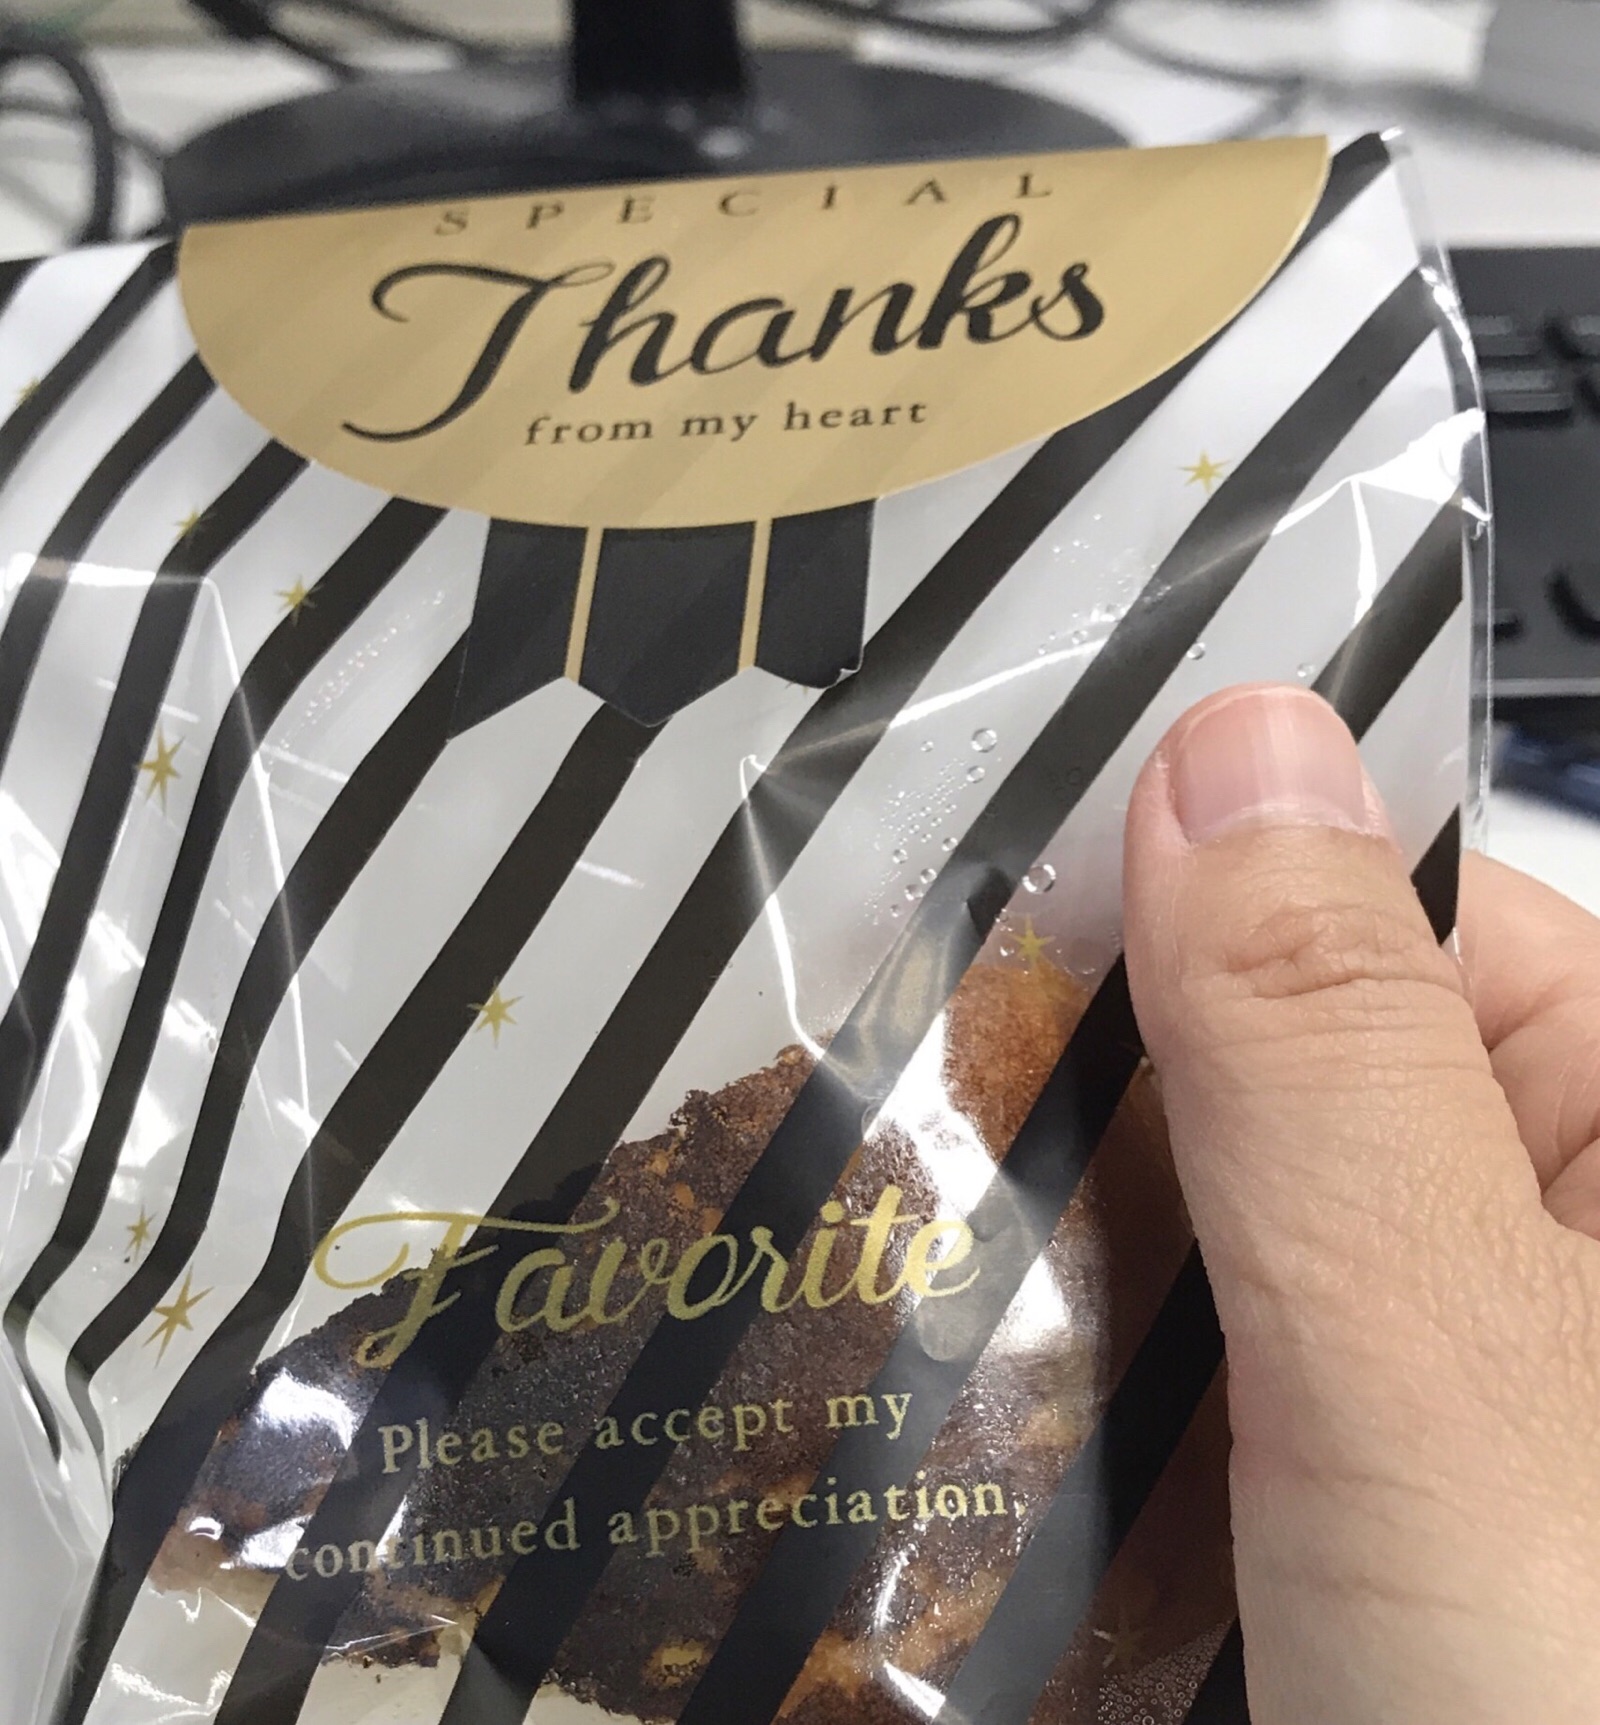 SPECIAL
Thanks
from my heart
Favorite
Please accept my
continued appreciation.